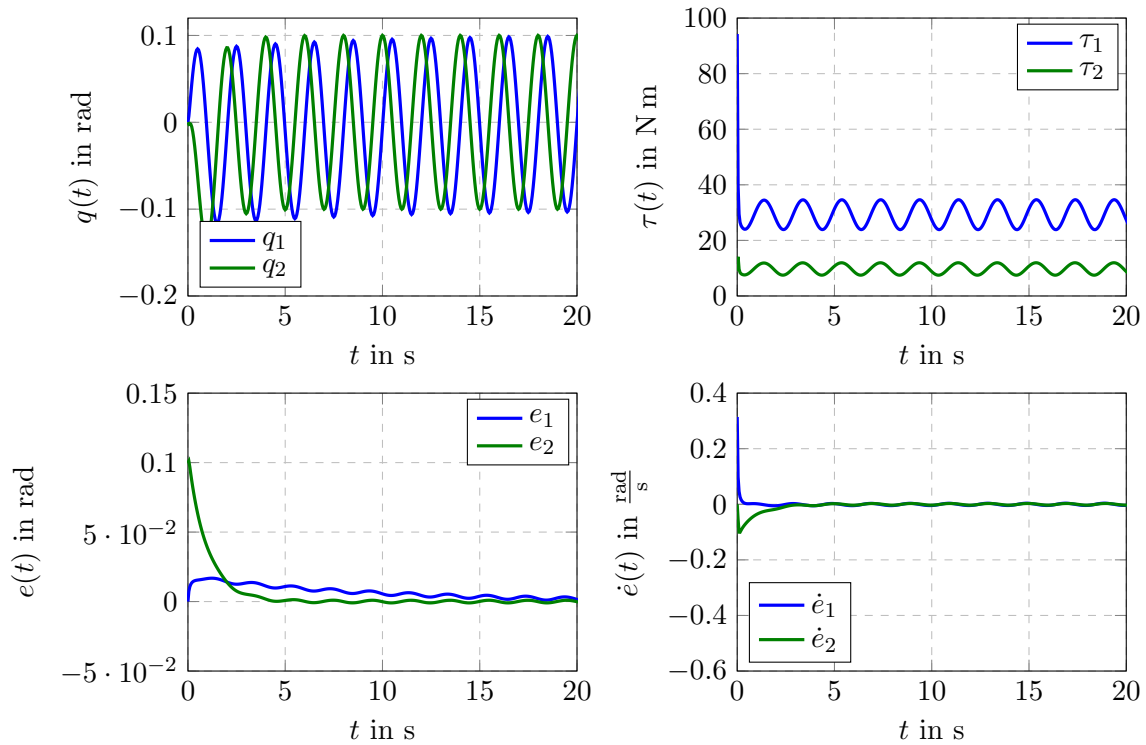 0.1
0
−0.1
−0.2
q(t) in rad
q₁
q₂
0 5 10 15 20
t in s
100
80
60
40
20
0
τ(t) in N m
τ₁
τ₂
0 5 10 15 20
t in s
0.15
0.1
5 · 10⁻²
0
−5 · 10⁻²
e(t) in rad
e₁
e₂
0 5 10 15 20
t in s
0.4
0.2
0
−0.2
−0.4
−0.6
ė(t) in rad/s
ė₁
ė₂
0 5 10 15 20
t in s